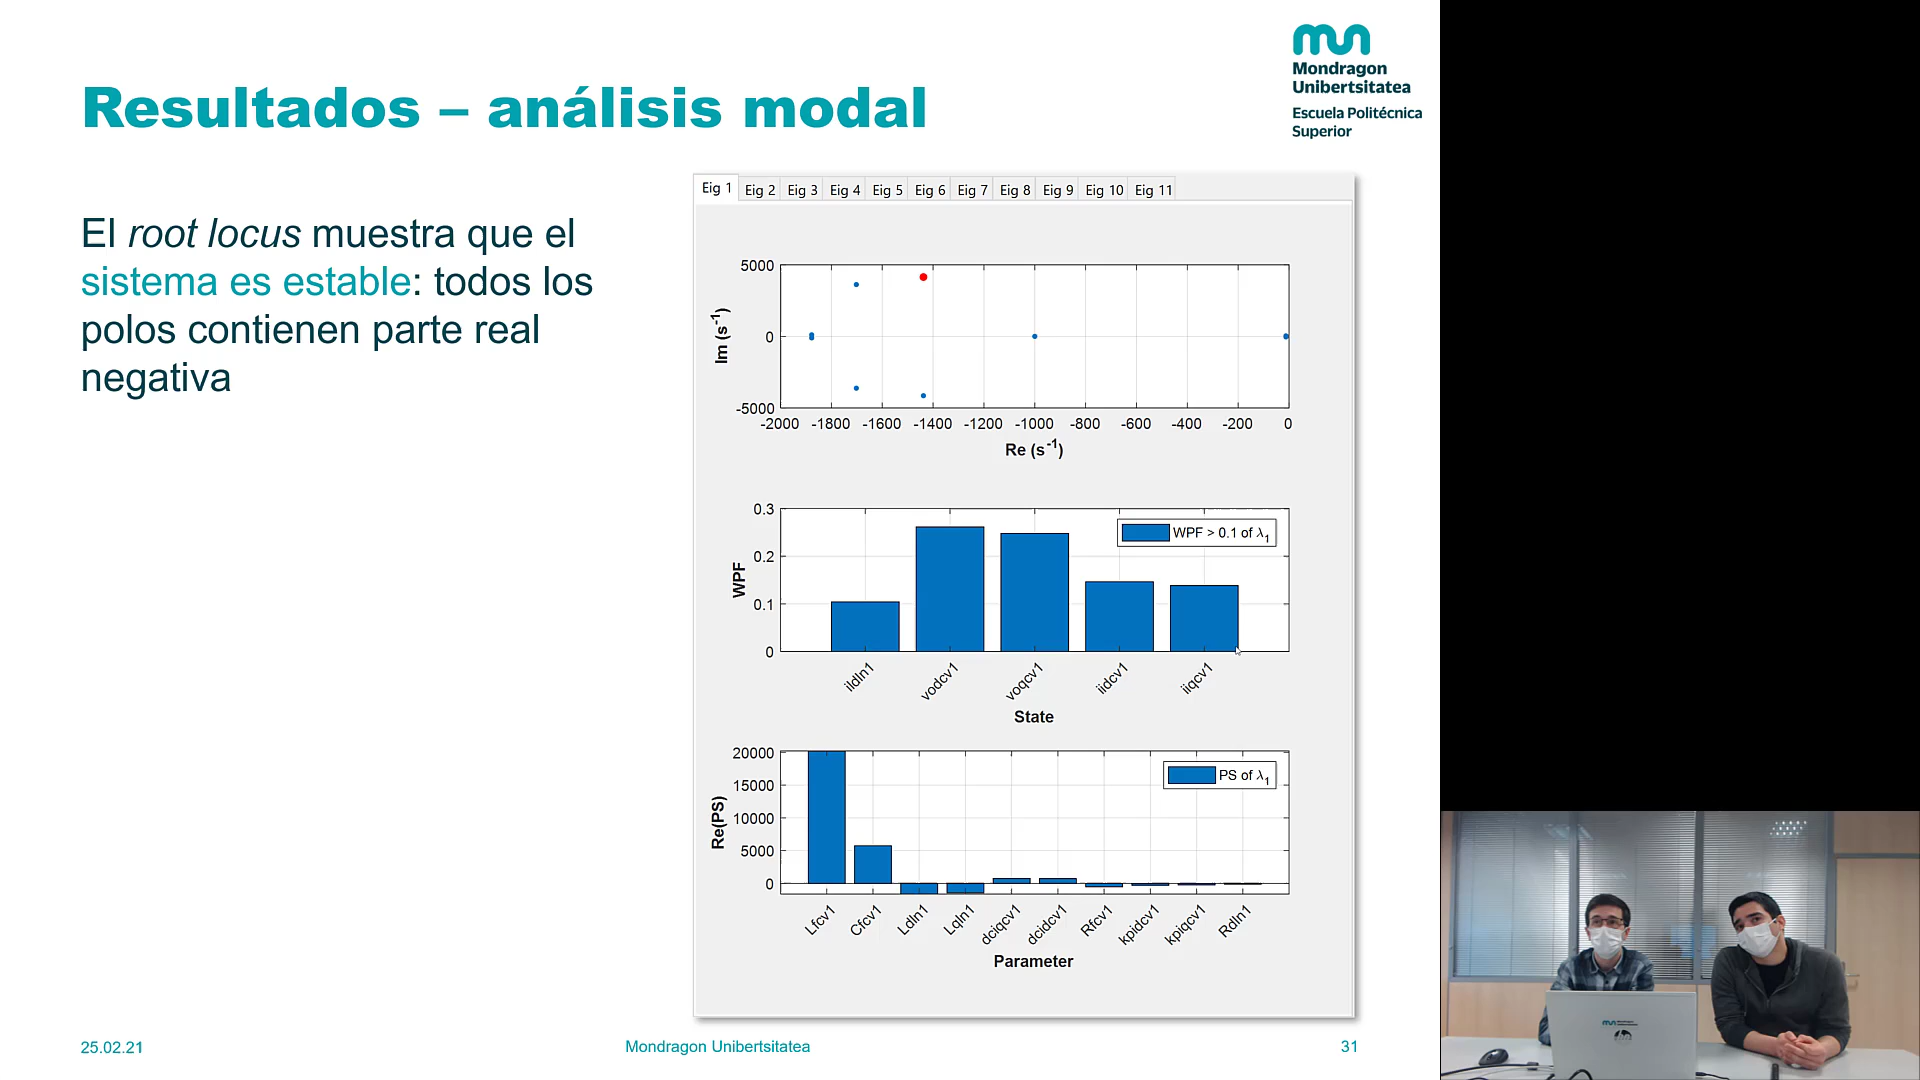 Resultados – análisis modal
Mondragon
Unibertsitatea
Escuela Politécnica
Superior
El root locus muestra que el
sistema es estable: todos los
polos contienen parte real
negativa
Eig 1 Eig 2 Eig 3 Eig 4 Eig 5 Eig 6 Eig 7 Eig 8 Eig 9 Eig 10 Eig 11
5000
0
-5000
Im (s-1)
-2000 -1800 -1600 -1400 -1200 -1000 -800 -600 -400 -200 0
Re (s-1)
0.3
0.2
0.1
0
WPF
WPF > 0.1 of λ1
ildln1 vodcv1 voqcv1 iidcv1 iiqcv1
State
20000
15000
10000
5000
0
Re(PS)
PS of λ1
Lfcv1 Cfcv1 Ldln1 Lqln1 dciqcv1 dcidcv1 Rfcv1 kpidcv1 kpiqcv1 Rdln1
Parameter
25.02.21
Mondragon Unibertsitatea
31